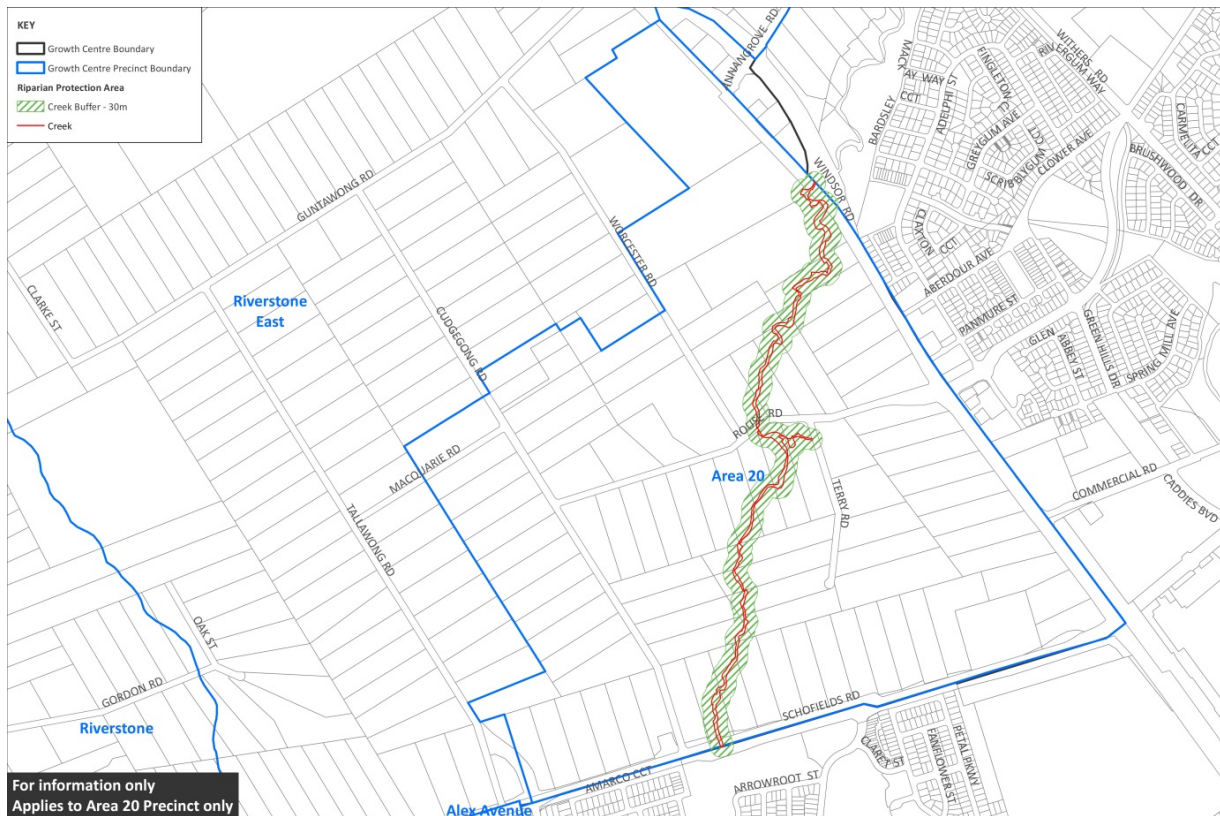 KEY
Growth Centre Boundary
Growth Centre Precinct Boundary
Riparian Protection Area
Creek Buffer - 30m
Creek
ANNANGROVE RD
WITHERS RD
RIVERGUM WAY
MACKAY WAY
FINGLETON CCT
ADELPHI ST
BARDSLEY CCT
GREYGUM AVE
CARMELITA CCT
SCRIBBLYGUM
CLOWER AVE
BRUSHWOOD DR
GUNTAWONG RD
WINDSOR RD
WORCESTER RD
CLAXTON CCT
ABERDOUR AVE
CLARKE ST
Riverstone
East
CUDGEGONG RD
PANMURE ST
GLEN ABBEY ST
GREEN HILLS DR
SPRING MILL AVE
ROUSE RD
MACQUARIE RD
Area 20
TERRY RD
COMMERCIAL RD
CADDIES BVD
TALLAWONG RD
OAK ST
GORDON RD
Riverstone
SCHOFIELDS RD
PETAL PKWY
CLARET ST
FANFLOWER ST
AMARCO CCT
ARROWROOT ST
Alex Avenue
For information only
Applies to Area 20 Precinct only